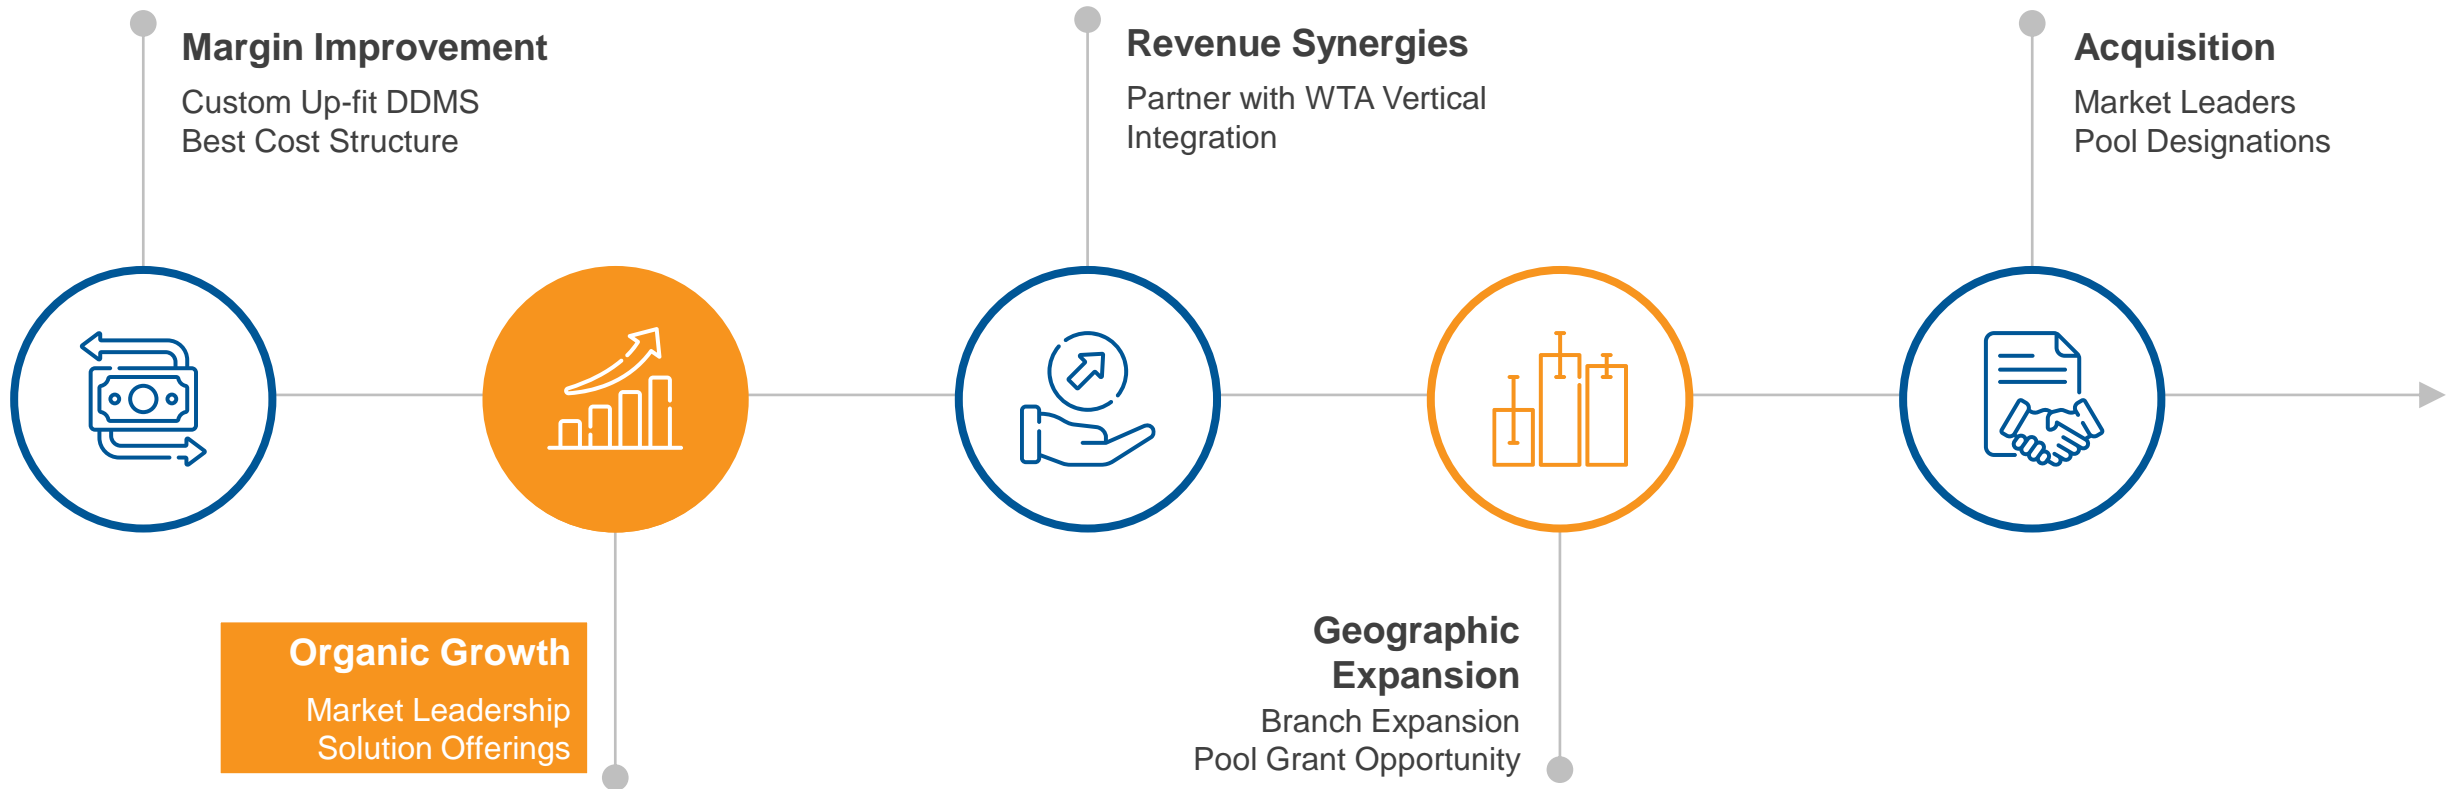 Margin Improvement
Custom Up-fit DDMS
Best Cost Structure
Organic Growth
Market Leadership
Solution Offerings
Revenue Synergies
Partner with WTA Vertical
Integration
Geographic
Expansion
Branch Expansion
Pool Grant Opportunity
Acquisition
Market Leaders
Pool Designations